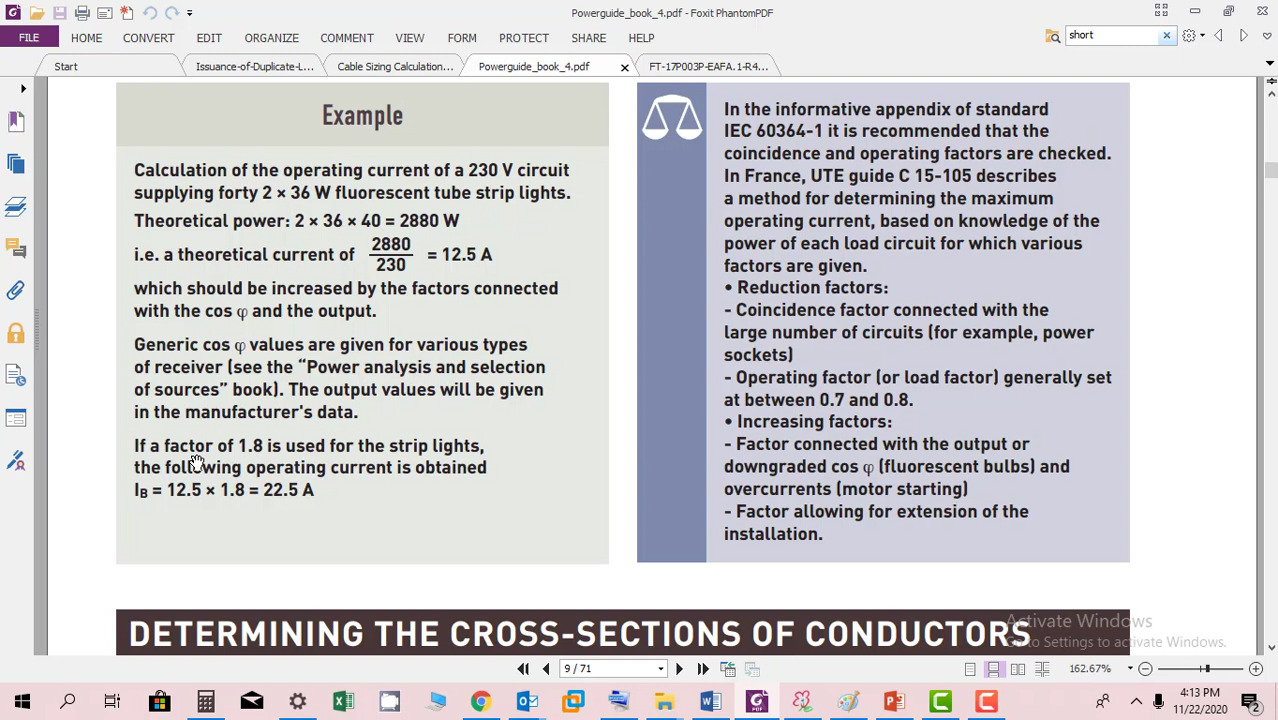 Powerguide_book_4.pdf - Foxit PhantomPDF
FILE HOME CONVERT EDIT ORGANIZE COMMENT VIEW FORM PROTECT SHARE HELP
short
Start
Issuance-of-Duplicate-L...
Cable Sizing Calculation...
Powerguide_book_4.pdf
FT-17P003P-EAFA.1-R4...
Example
Calculation of the operating current of a 230 V circuit
supplying forty 2 × 36 W fluorescent tube strip lights.
Theoretical power: 2 × 36 × 40 = 2880 W
i.e. a theoretical current of 2880/230 = 12.5 A
which should be increased by the factors connected
with the cos φ and the output.
Generic cos φ values are given for various types
of receiver (see the “Power analysis and selection
of sources” book). The output values will be given
in the manufacturer's data.
If a factor of 1.8 is used for the strip lights,
the following operating current is obtained
IB = 12.5 × 1.8 = 22.5 A
In the informative appendix of standard
IEC 60364-1 it is recommended that the
coincidence and operating factors are checked.
In France, UTE guide C 15-105 describes
a method for determining the maximum
operating current, based on knowledge of the
power of each load circuit for which various
factors are given.
• Reduction factors:
- Coincidence factor connected with the
large number of circuits (for example, power
sockets)
- Operating factor (or load factor) generally set
at between 0.7 and 0.8.
• Increasing factors:
- Factor connected with the output or
downgraded cos φ (fluorescent bulbs) and
overcurrents (motor starting)
- Factor allowing for extension of the
installation.
DETERMINING THE CROSS-SECTIONS OF CONDUCTORS
Activate Windows
Go to Settings to activate Windows.
9 / 71
162.67%
4:13 PM
11/22/2020
2